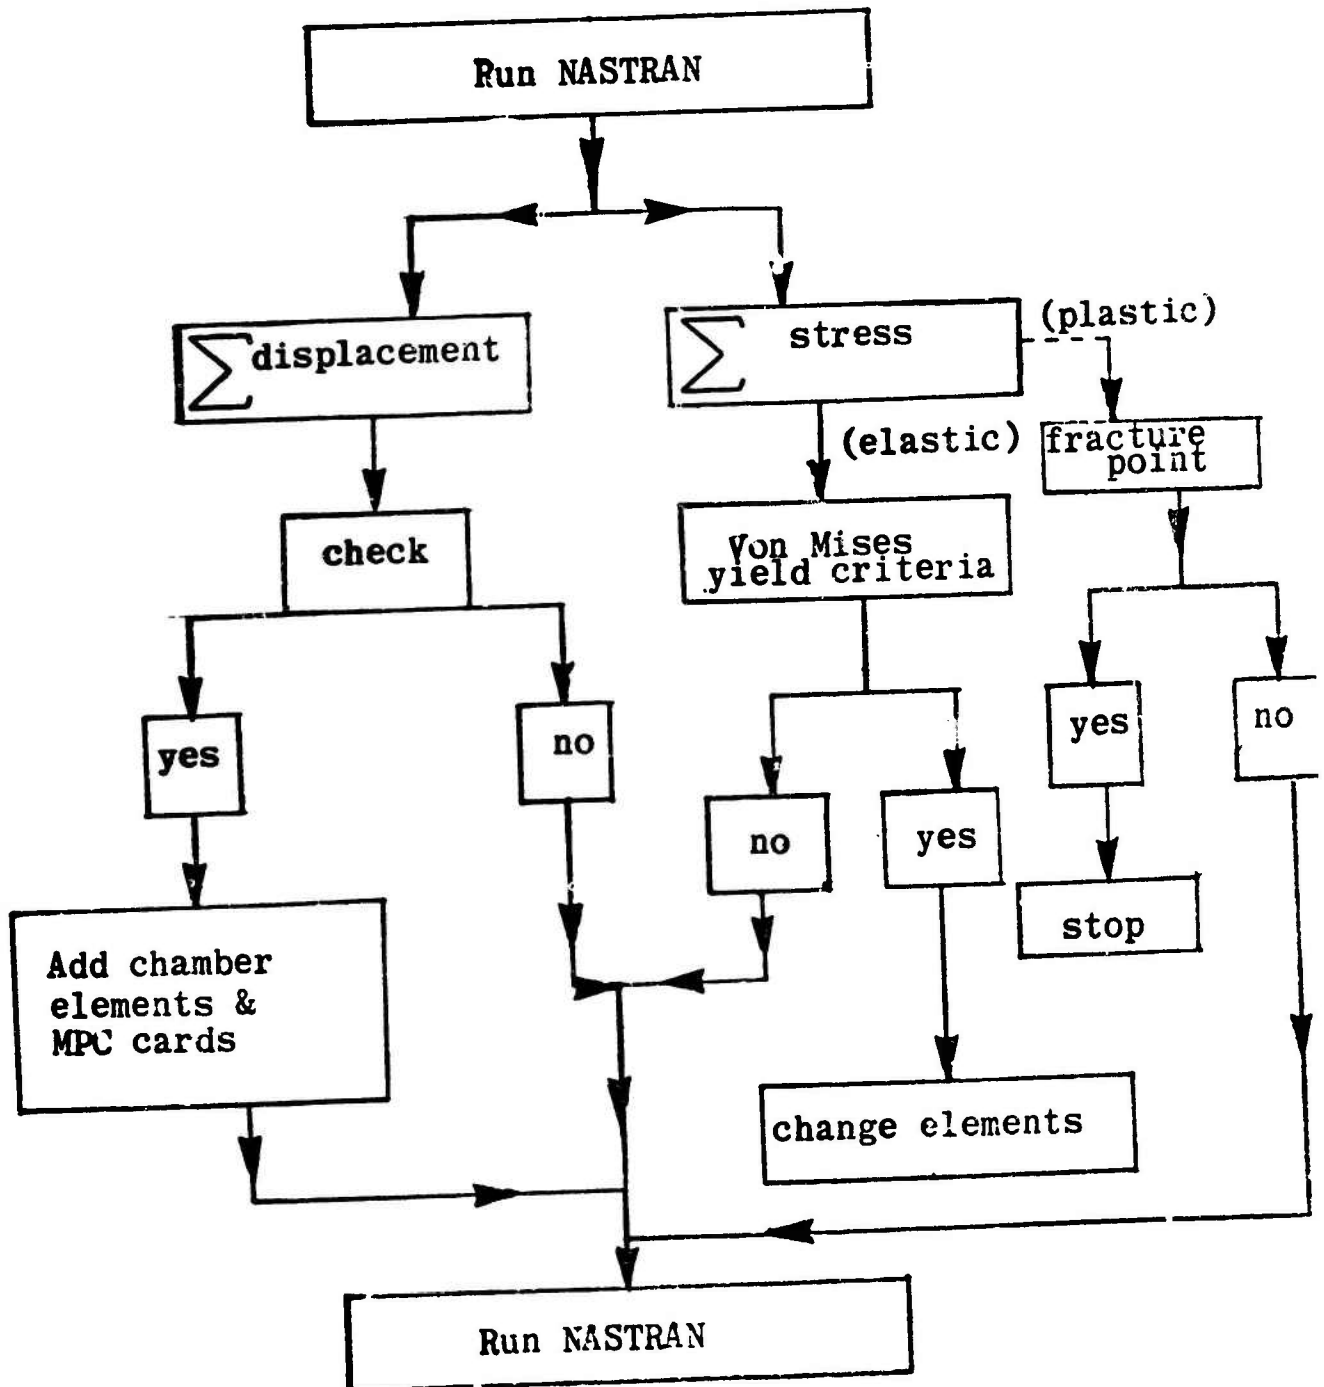 Run NASTRAN
∑ displacement
∑ stress
(plastic)
(elastic)
fracture
point
check
Von Mises
yield criteria
yes
no
no
yes
yes
no
stop
Add chamber
elements &
MPC cards
change elements
Run NASTRAN